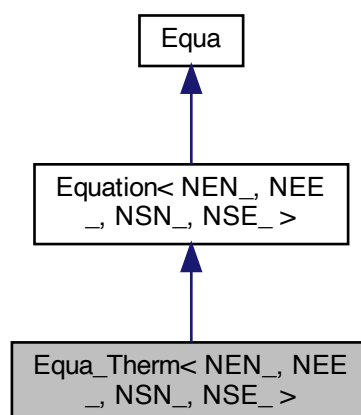 Equa
Equation< NEN_, NEE
_, NSN_, NSE_ >
Equa_Therm< NEN_, NEE
_, NSN_, NSE_ >